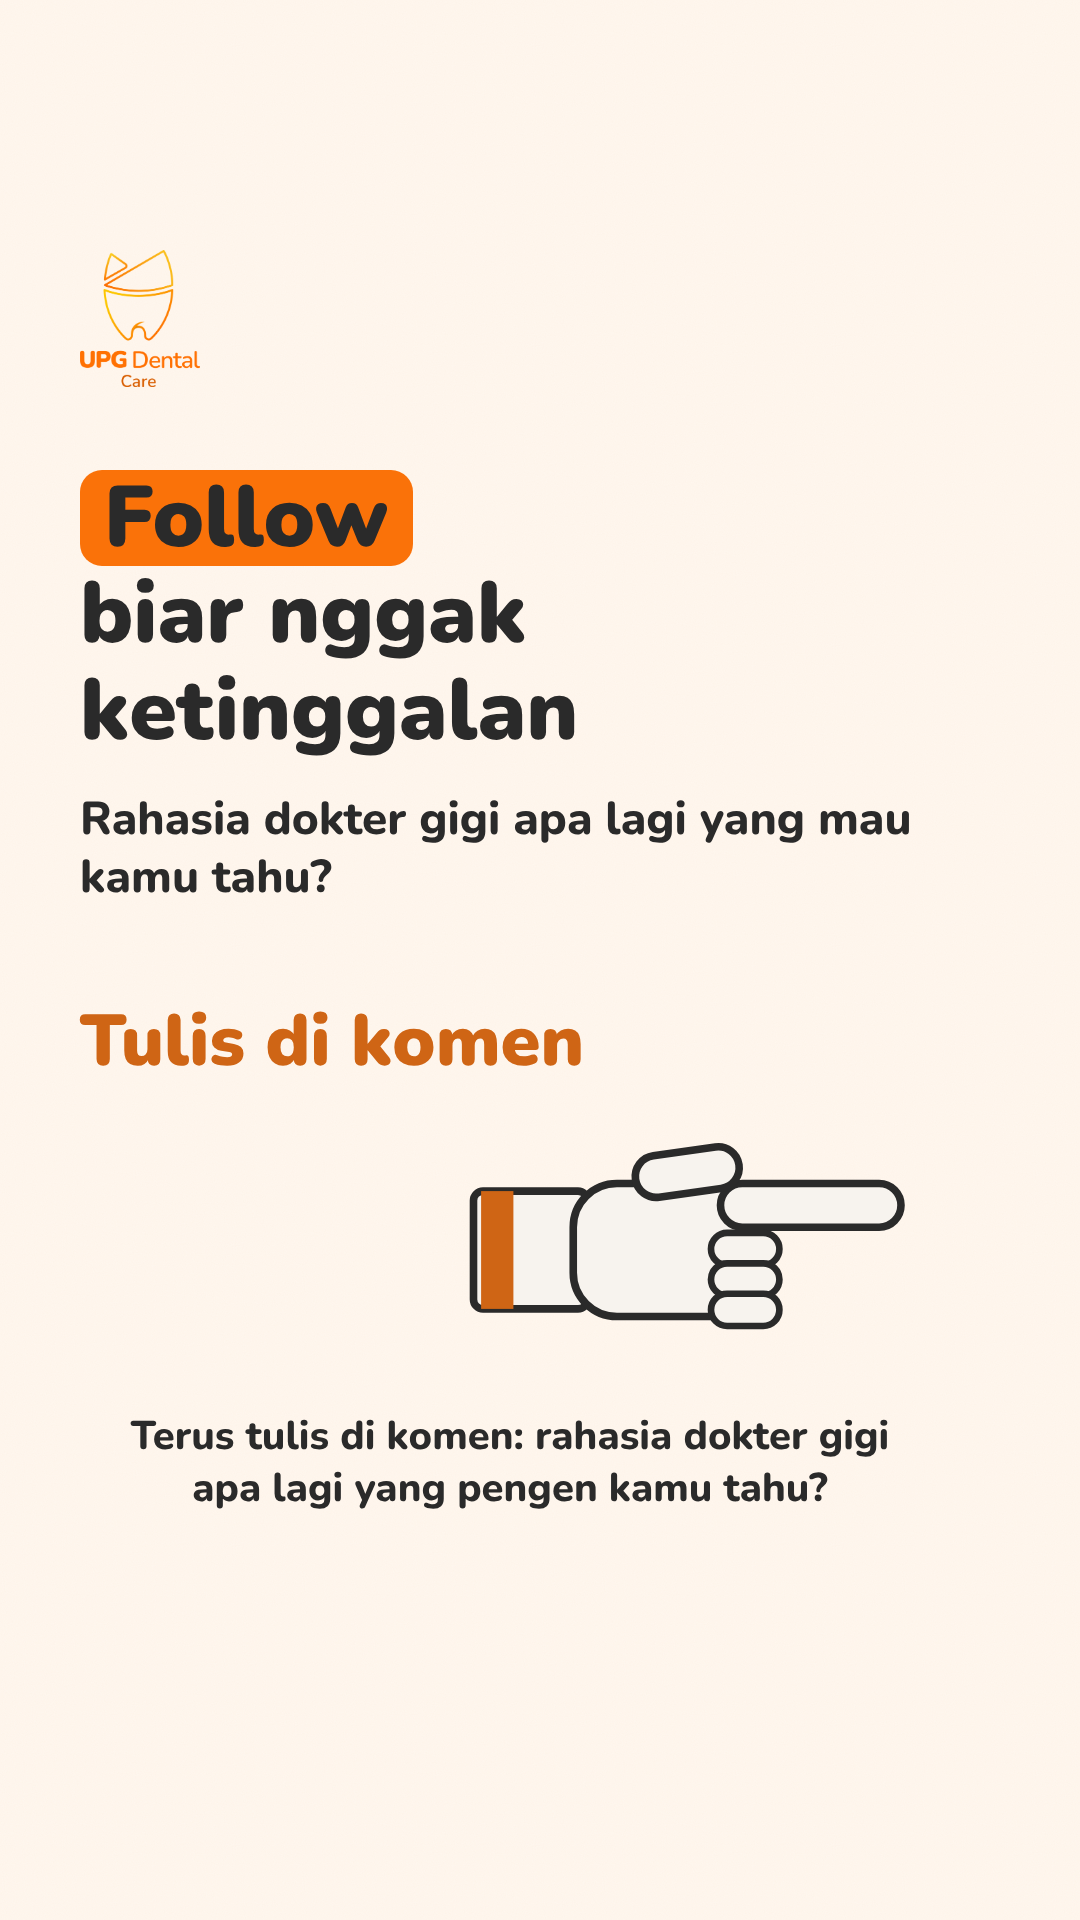 UPG Dental
Care
Follow
biar nggak
ketinggalan
Rahasia dokter gigi apa lagi yang mau
kamu tahu?
Tulis di komen
Terus tulis di komen: rahasia dokter gigi
apa lagi yang pengen kamu tahu?